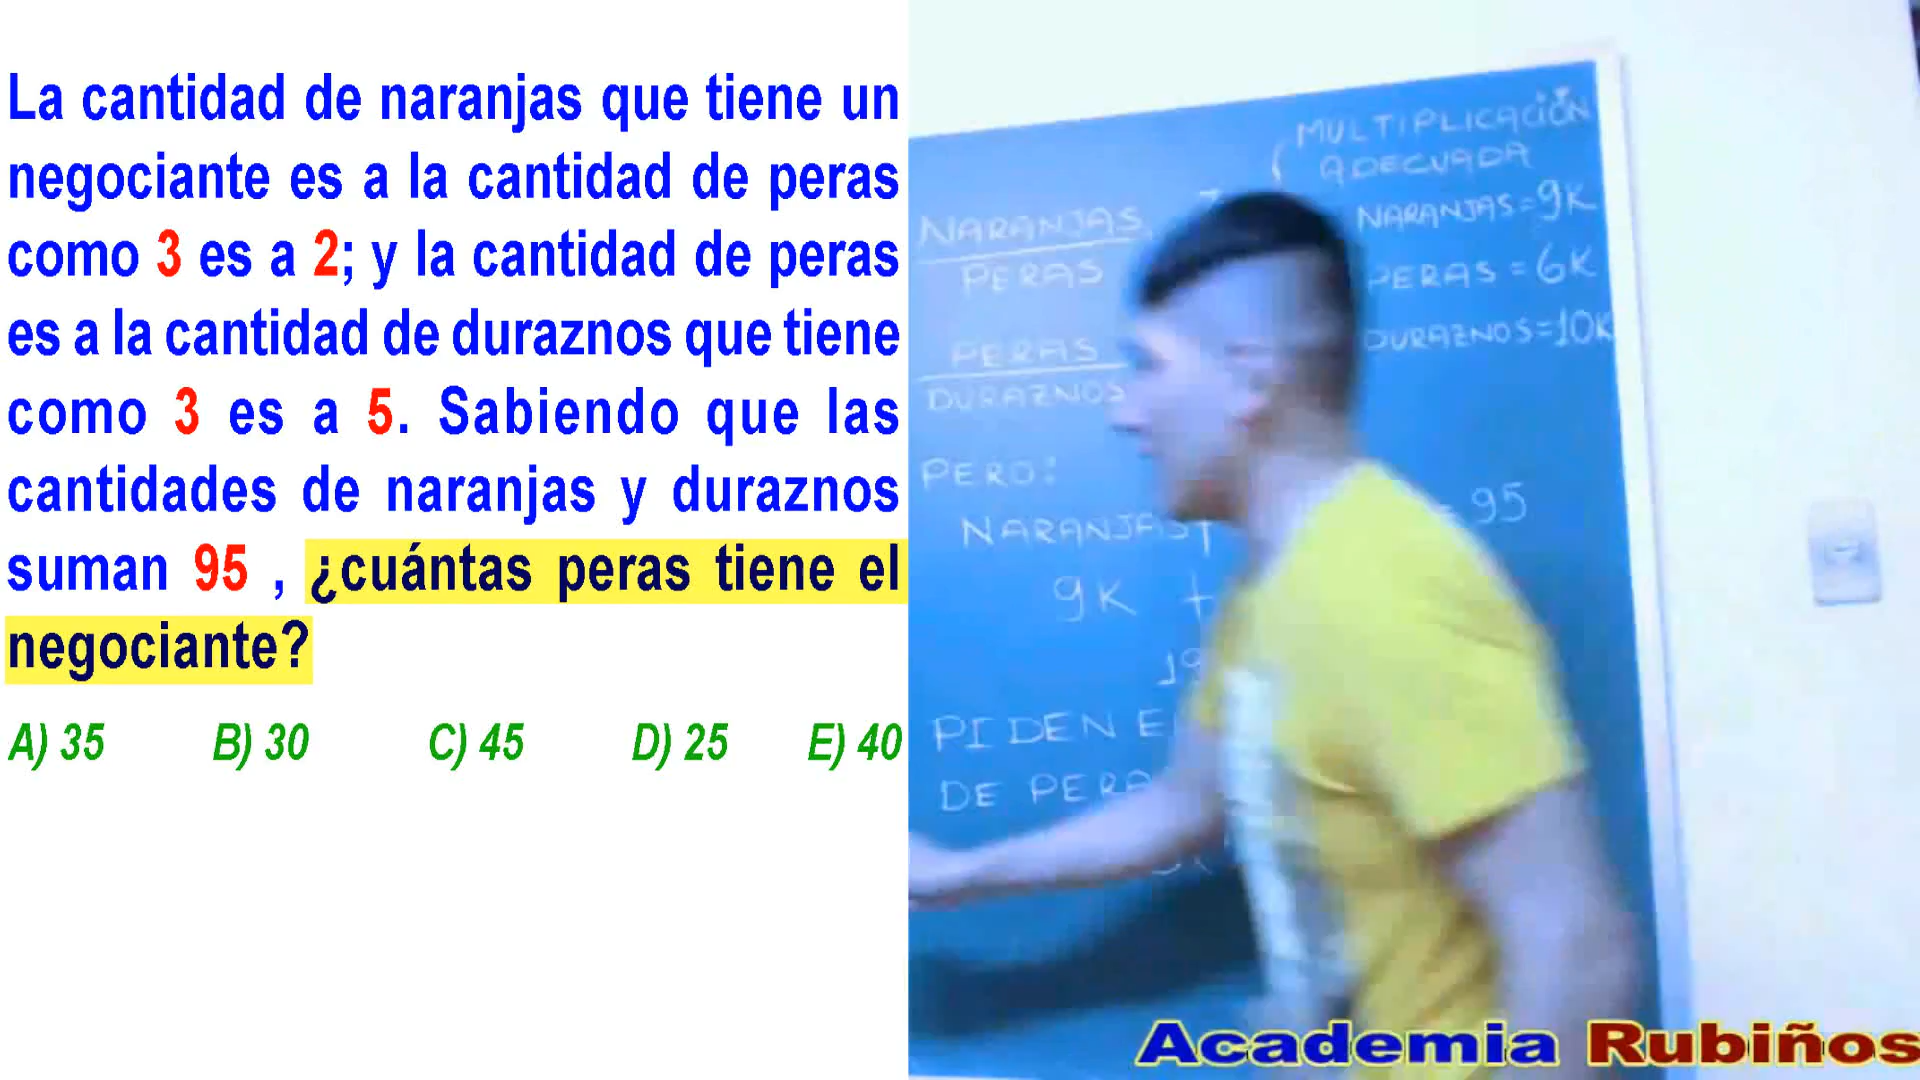 La cantidad de naranjas que tiene un
negociante es a la cantidad de peras
como 3 es a 2; y la cantidad de peras
es a la cantidad de duraznos que tiene
como 3 es a 5. Sabiendo que las
cantidades de naranjas y duraznos
suman 95 , ¿cuántas peras tiene el
negociante?
A) 35 B) 30 C) 45 D) 25 E) 40
MULTIPLICACIÓN
ADECUADA
NARANJAS
PERAS
NARANJAS=9K
PERAS = 6K
DURAZNOS=10K
PERAS
DURAZNOS
PERO:
NARANJAS+ = 95
9K +
19
PIDEN
DE
Academia Rubiños